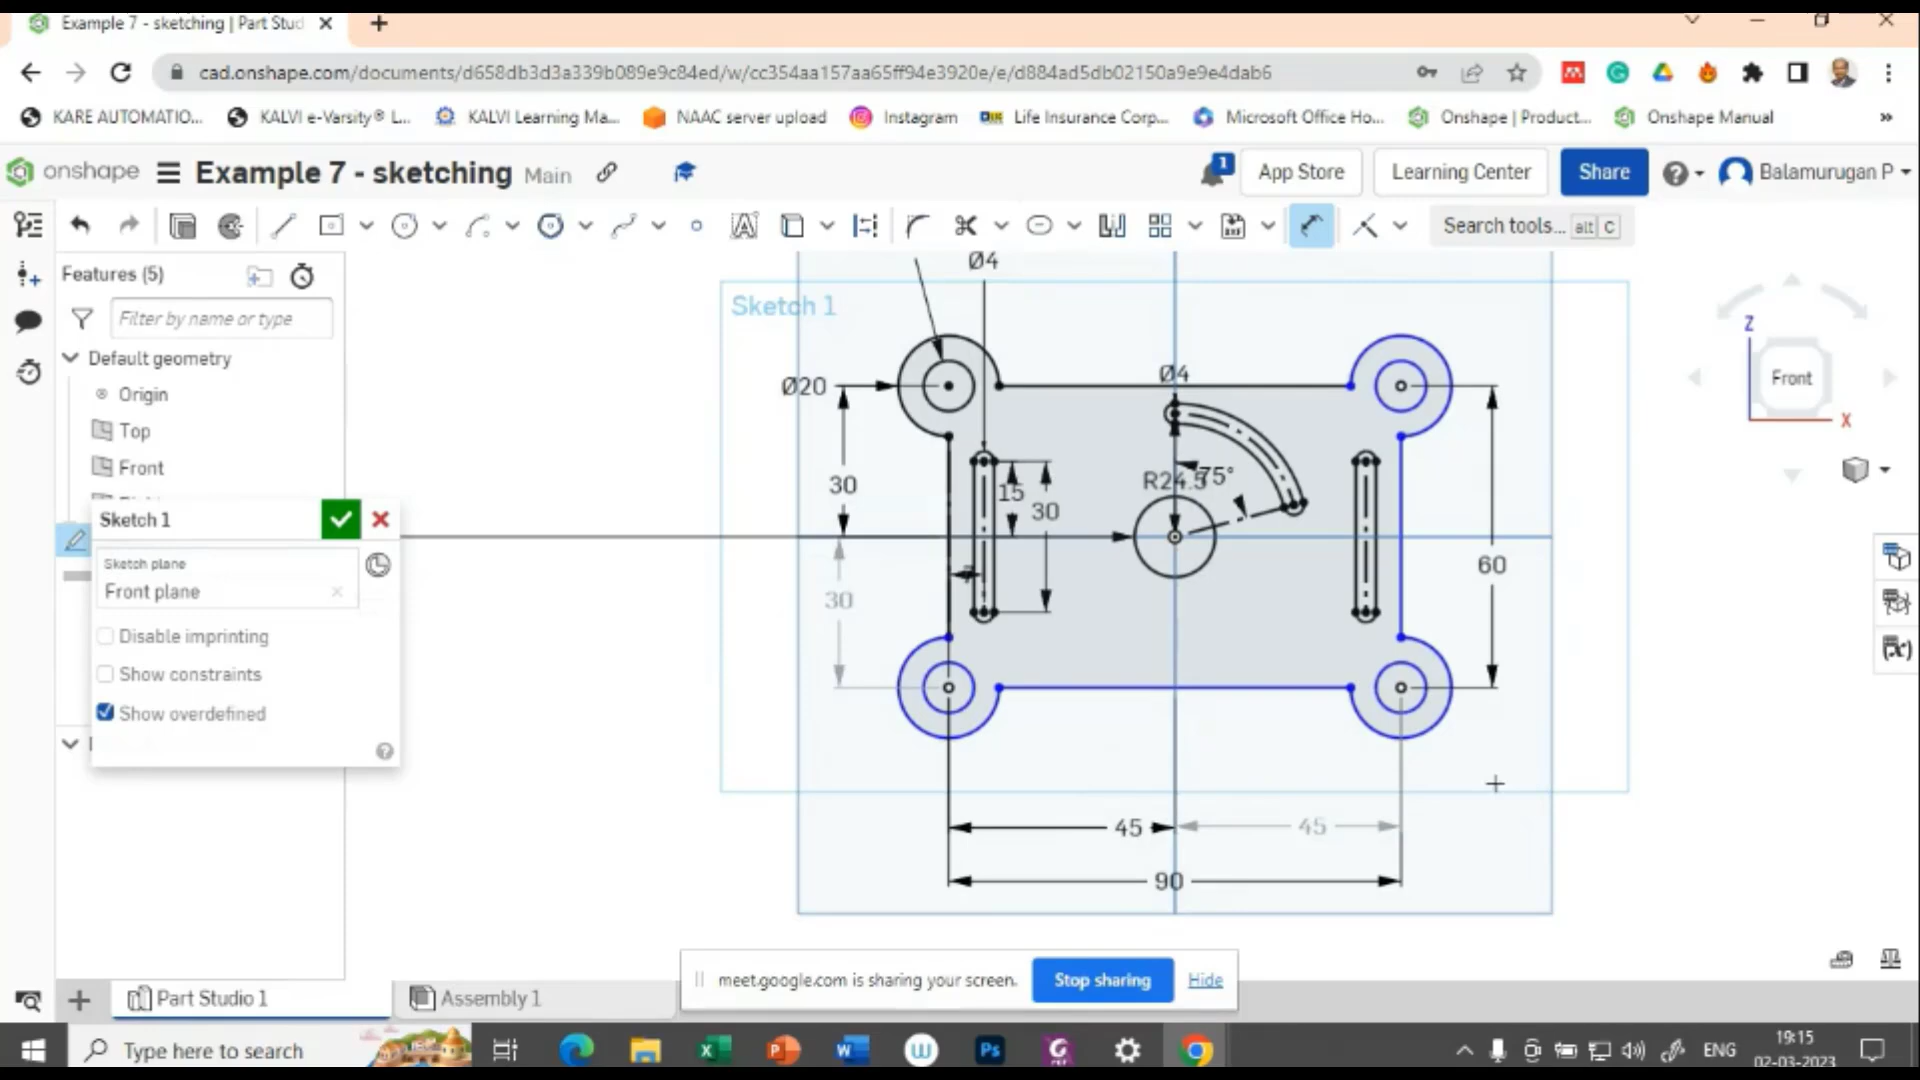 Example 7 - sketching | Part Stud
cad.onshape.com/documents/d658db3d3a339b089e9c84ed/w/cc354aa157aa65ff94e3920e/e/d884ad5db02150a9e9e4dab6
KARE AUTOMATIO... KALVI e-Varsity® L... KALVI Learning Ma... NAAC server upload Instagram Life Insurance Corp... Microsoft Office Ho... Onshape | Product... Onshape Manual »
onshape Example 7 - sketching Main 1 App Store Learning Center Share Balamurugan P
Search tools... alt C
Features (5)
Filter by name or type
Default geometry
Origin
Top
Front
Sketch 1
Sketch plane
Front plane
Disable imprinting
Show constraints
Show overdefined
Sketch 1
Ø4
Ø20
Ø4
30
15
30
R24.5
75°
30
7
60
45
45
90
Z
Front
X
meet.google.com is sharing your screen. Stop sharing Hide
Part Studio 1
Assembly 1
Type here to search
ENG
19:15
02-03-2023